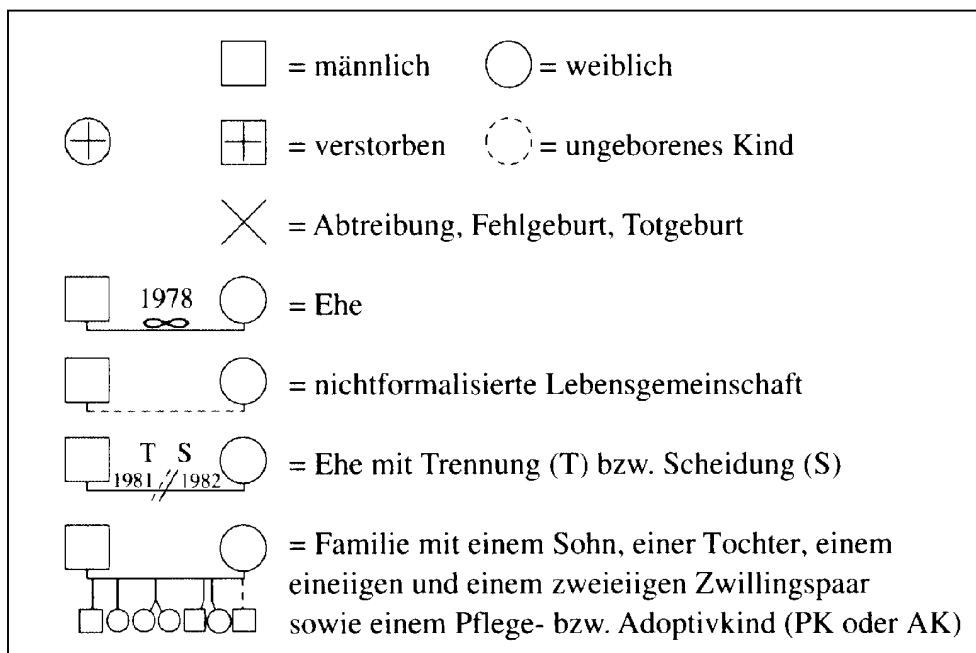 = männlich = weiblich
= verstorben = ungeborenes Kind
= Abtreibung, Fehlgeburt, Totgeburt
1978 = Ehe
= nichtformalisierte Lebensgemeinschaft
T S
1981 1982 = Ehe mit Trennung (T) bzw. Scheidung (S)
= Familie mit einem Sohn, einer Tochter, einem
eineiigen und einem zweieiigen Zwillingspaar
sowie einem Pflege- bzw. Adoptivkind (PK oder AK)